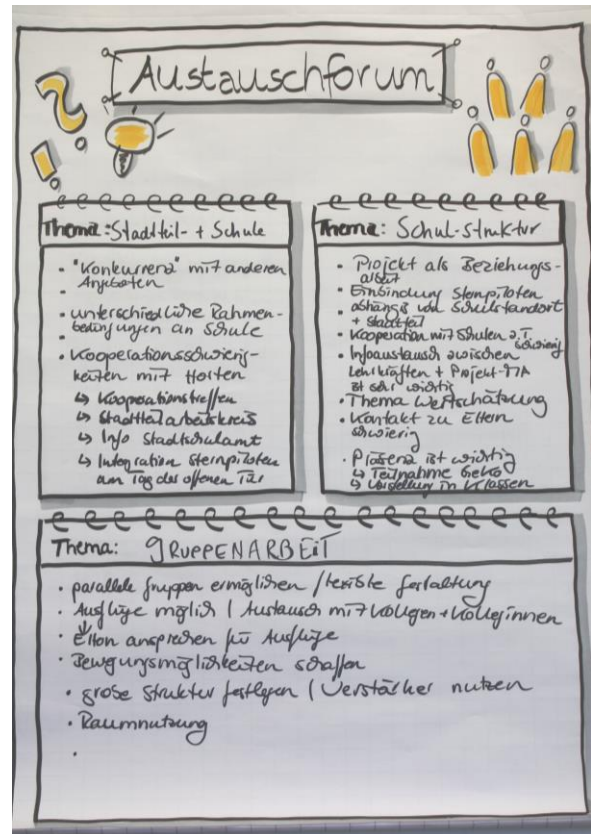 Austauschforum
Thema: Stadtteil- + Schule
• "Konkurrenz" mit anderen
Angeboten
• unterschiedliche Rahmen-
bedingungen an Schule
• Kooperationsschwierig-
keiten mit Horten
↳ Kooperationstreffen
↳ Stadtteilarbeitskreis
↳ Info Stadtschulamt
↳ Integration Sternpiloten
am Tag der offenen Tür
Thema: Schul-struktur
• Projekt als Beziehungs-
arbeit
• Einbindung Sternpiloten
abhängig von Schulstandort
+ Stadtteil
• Kooperation mit Schulen z.T.
schwierig
• Infoaustausch zwischen
Lehrkräften + Projekt-MA
ist sehr wichtig
• Thema Wertschätzung
• Kontakt zu Eltern
schwierig
• Präsenz ist wichtig
↳ Teilnahme GeKo
↳ Vorstellung in Klassen
Thema: GRUPPENARBEIT
• parallele Gruppen ermöglichen / flexible Gestaltung
• Ausflüge möglich | Austausch mit Kollegen + Kolleginnen
↓
• Eltern ansprechen für Ausflüge
• Bewegungsmöglichkeiten schaffen
• große Struktur festlegen | Verstärker nutzen
• Raumnutzung